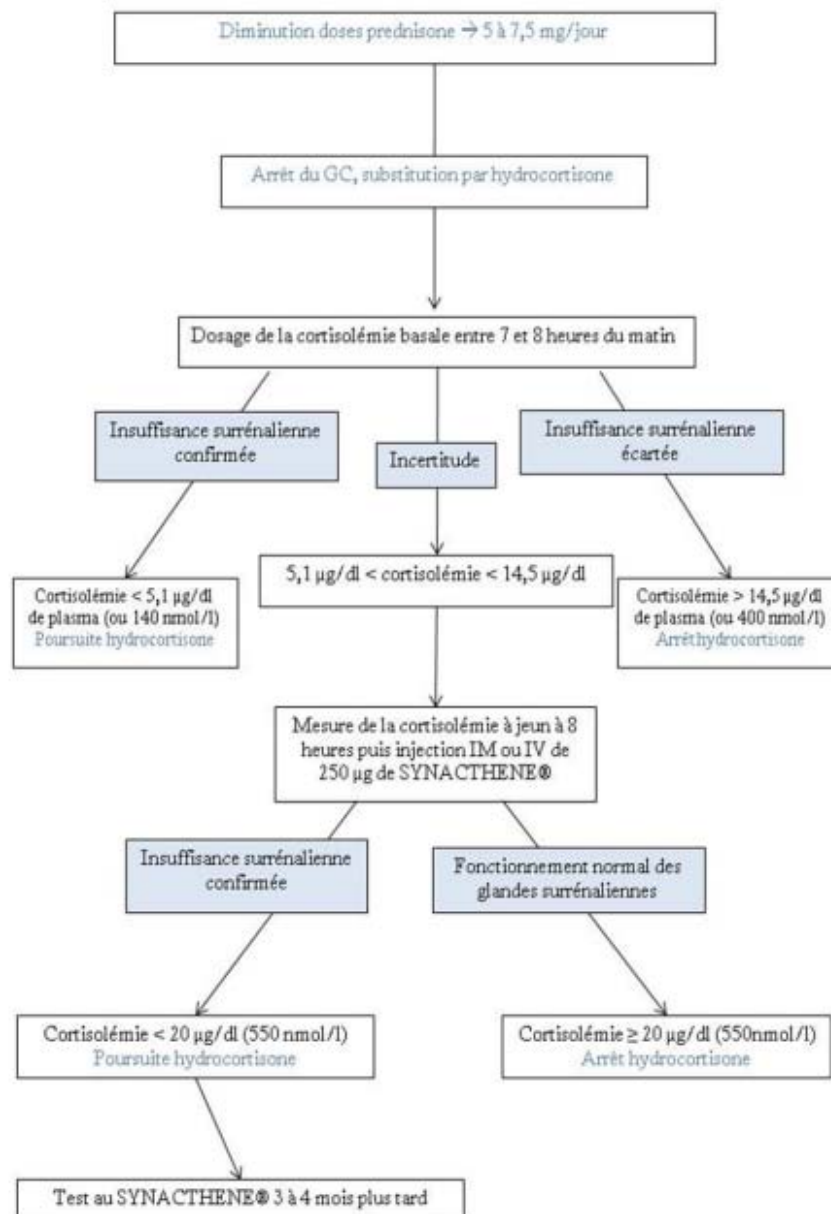 Diminution doses prednisone → 5 à 7,5 mg/jour
Arrêt du GC, substitution par hydrocortisone
Dosage de la cortisolémie basale entre 7 et 8 heures du matin
Insuffisance surrénalienne
confirmée
Incertitude
Insuffisance surrénalienne
écartée
Cortisolémie < 5,1 µg/dl
de plasma (ou 140 nmol/l)
Poursuite hydrocortisone
5,1 µg/dl < cortisolémie < 14,5 µg/dl
Cortisolémie > 14,5 µg/dl
de plasma (ou 400 nmol/l)
Arrêt hydrocortisone
Mesure de la cortisolémie à jeun à 8
heures puis injection IM ou IV de
250 µg de SYNACTHENE®
Insuffisance surrénalienne
confirmée
Fonctionnement normal des
glandes surrénaliennes
Cortisolémie < 20 µg/dl (550 nmol/l)
Poursuite hydrocortisone
Cortisolémie ≥ 20 µg/dl (550nmol/l)
Arrêt hydrocortisone
Test au SYNACTHENE® 3 à 4 mois plus tard